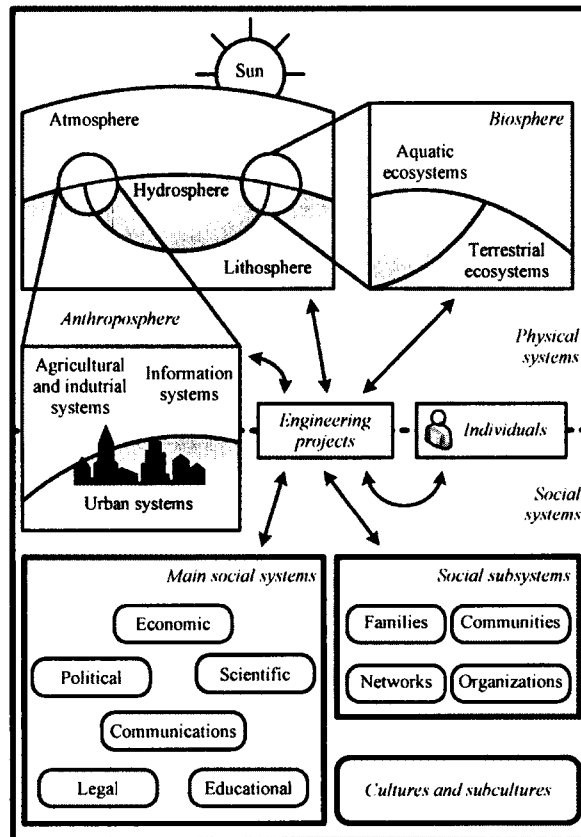 Sun
Atmosphere
Biosphere
Aquatic
ecosystems
Hydrosphere
Terrestrial
ecosystems
Lithosphere
Anthroposphere
Physical
systems
Agricultural
and indutrial
systems
Information
systems
Urban systems
Engineering
projects
Individuals
Social
systems
Main social systems
Economic
Political
Scientific
Communications
Legal
Educational
Social subsystems
Families
Communities
Networks
Organizations
Cultures and subcultures